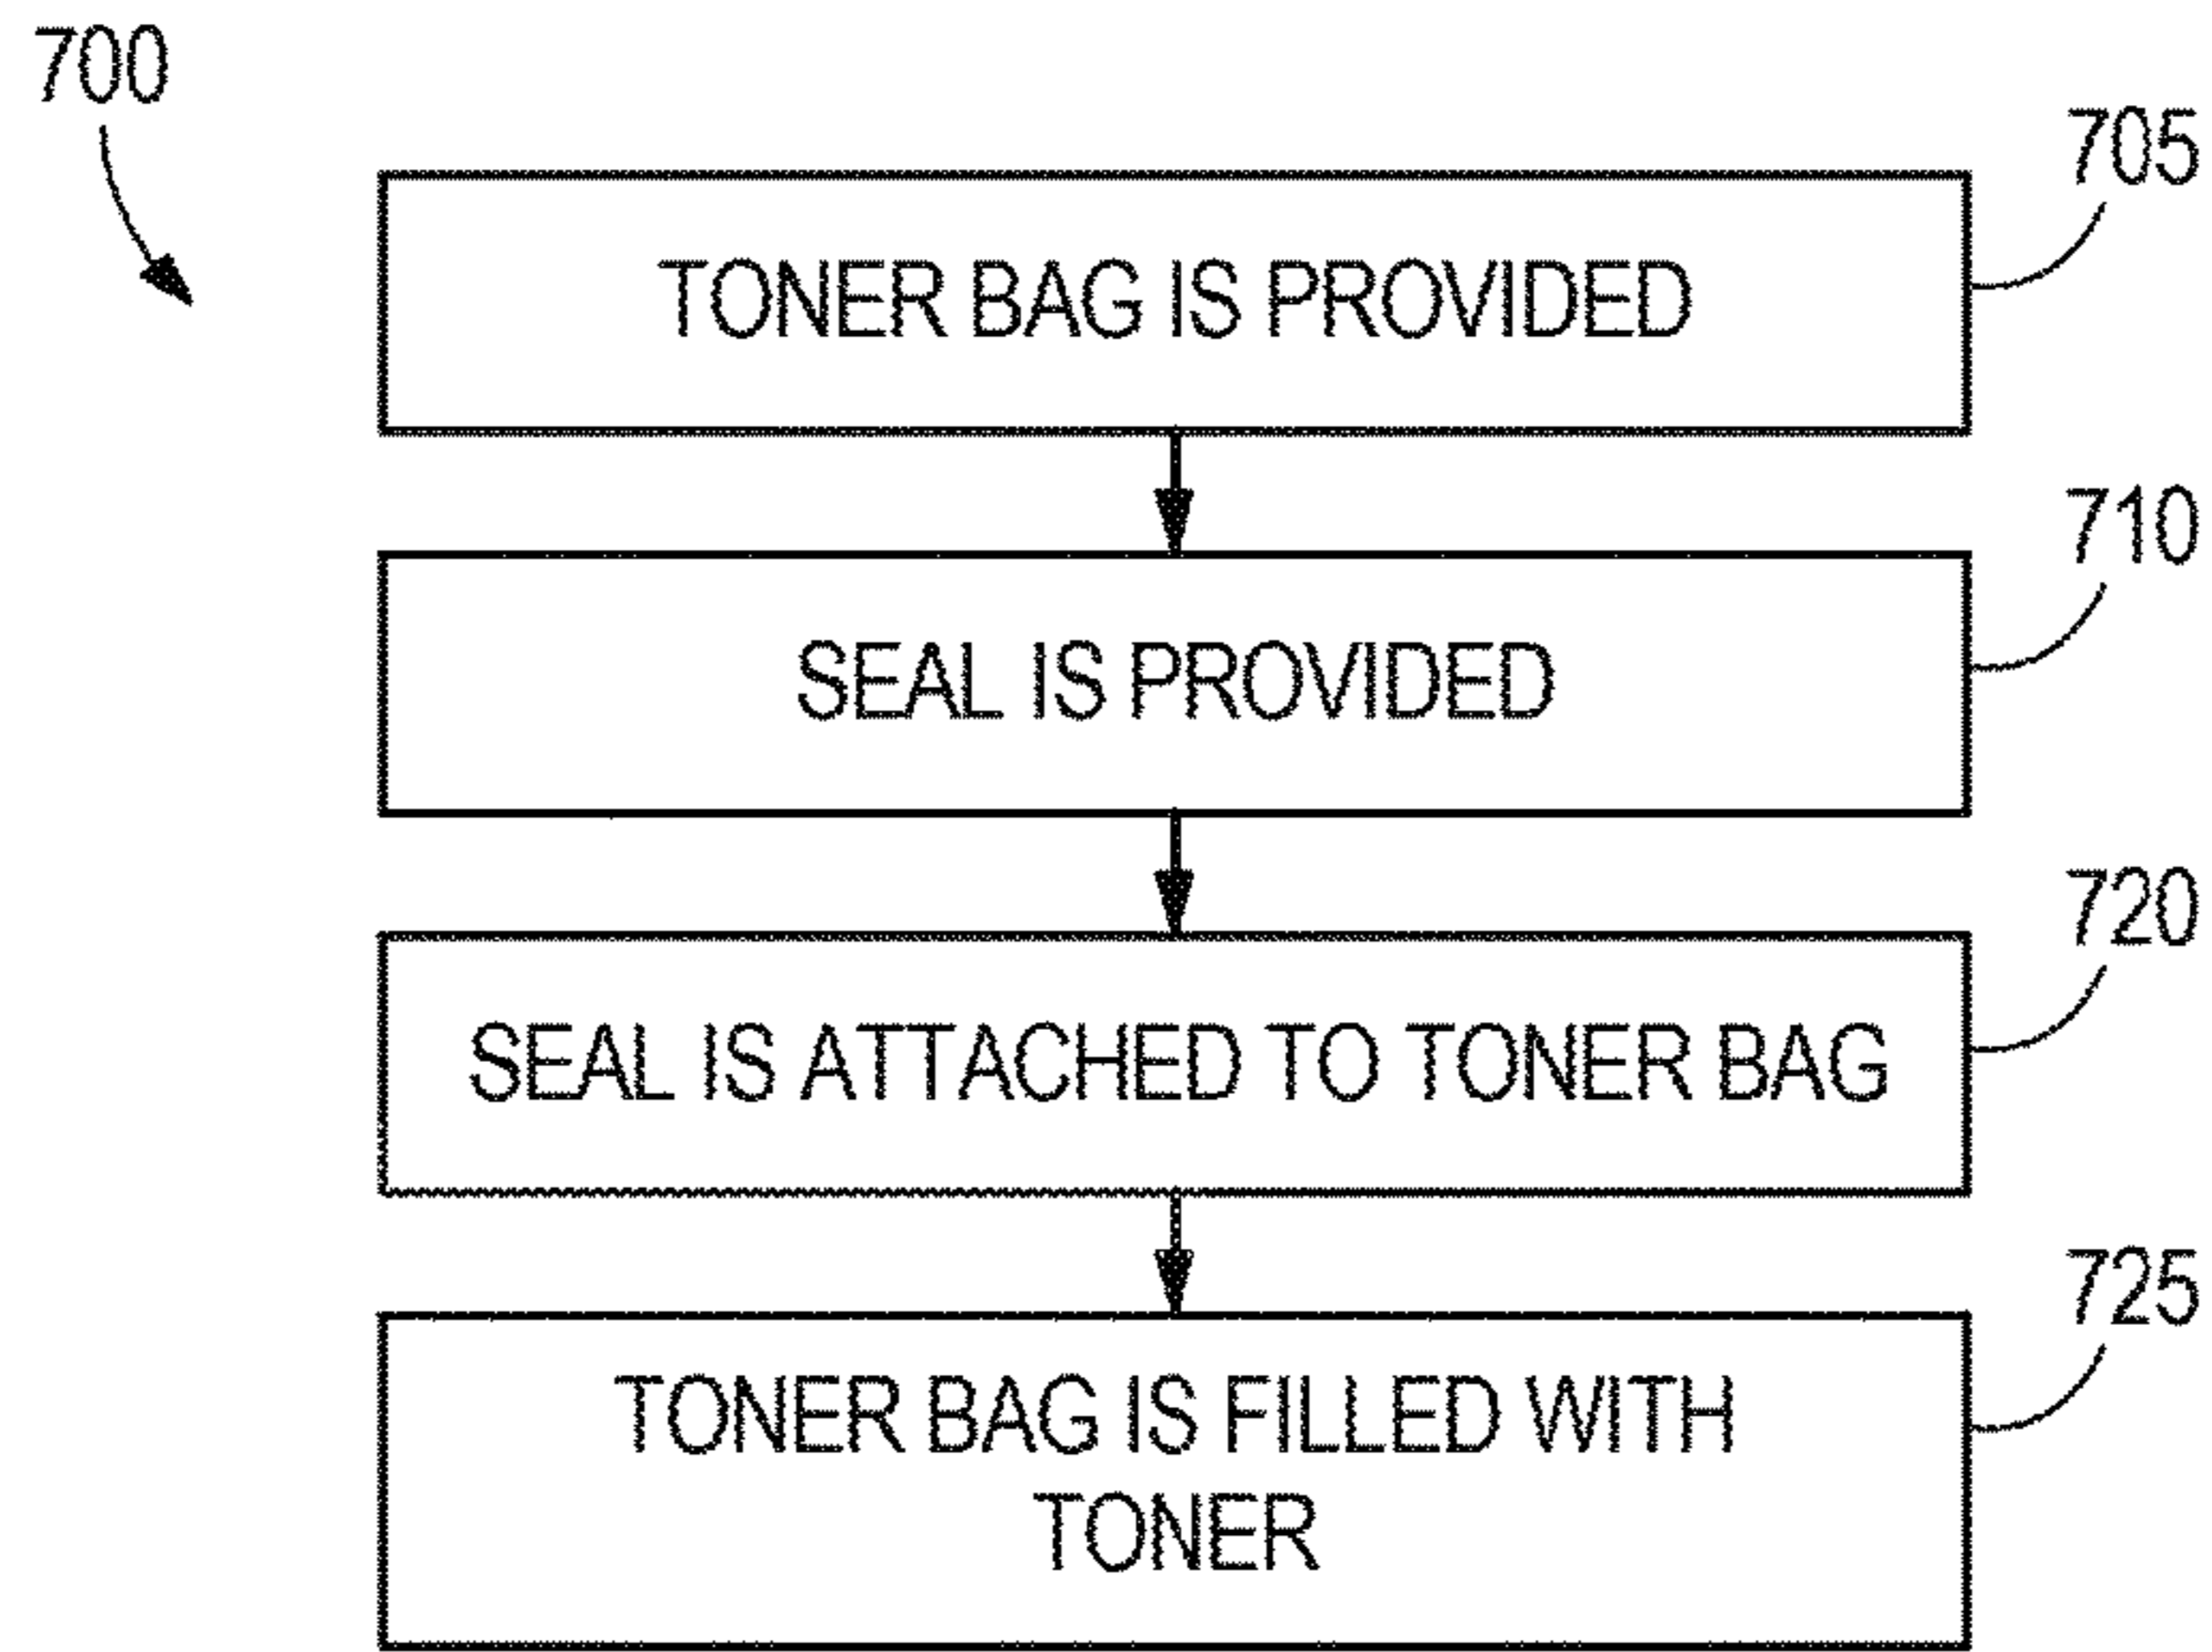 700
705
TONER BAG IS PROVIDED
710
SEAL IS PROVIDED
720
SEAL IS ATTACHED TO TONER BAG
725
TONER BAG IS FILLED WITH
TONER